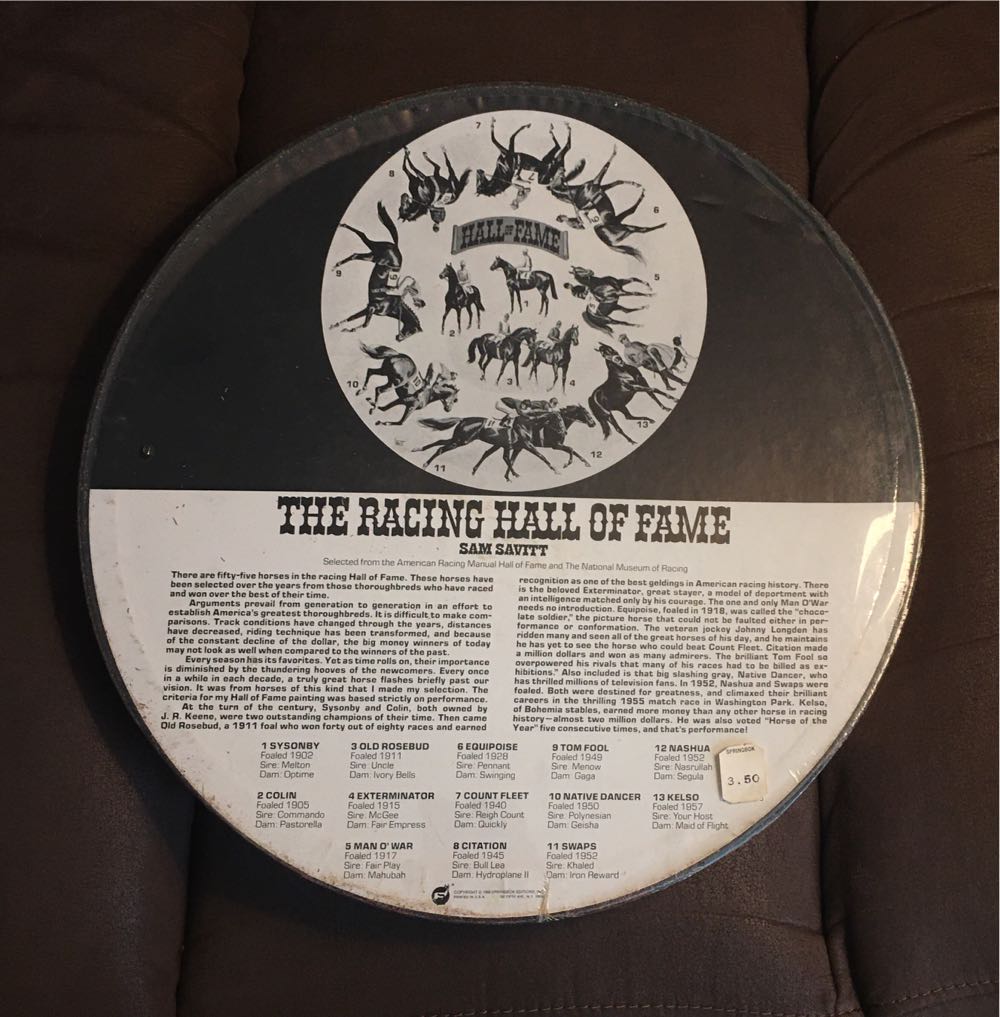 7
8
6
HALL OF FAME
9
5
1
2
10
3
4
13
11
12
THE RACING HALL OF FAME
SAM SAVITT
Selected from the American Racing Manual Hall of Fame and The National Museum of Racing
There are fifty-five horses in the racing Hall of Fame. These horses have
been selected over the years from those thoroughbreds who have raced
and won over the best of their time.
Arguments prevail from generation to generation in an effort to
establish America's greatest thoroughbreds. It is difficult to make com-
parisons. Track conditions have changed through the years, distances
have decreased, riding technique has been transformed, and because
of the constant decline of the dollar, the big money winners of today
may not look as well when compared to the winners of the past.
Every season has its favorites. Yet as time rolls on, their importance
is diminished by the thundering hooves of the newcomers. Every once
in a while in each decade, a truly great horse flashes briefly past our
vision. It was from horses of this kind that I made my selection. The
criteria for my Hall of Fame painting was based strictly on performance.
At the turn of the century, Sysonby and Colin, both owned by
J. R. Keene, were two outstanding champions of their time. Then came
Old Rosebud, a 1911 foal who won forty out of eighty races and earned
recognition as one of the best geldings in American racing history. There
is the beloved Exterminator, great stayer, a model of deportment with
an intelligence matched only by his courage. The one and only Man O'War
needs no introduction. Equipoise, foaled in 1918, was called the "choco-
late soldier," the picture horse that could not be faulted either in per-
formance or conformation. The veteran jockey Johnny Longden has
ridden many and seen all of the great horses of his day, and he maintains
he has yet to see the horse who could beat Count Fleet. Citation made
a million dollars and won as many admirers. The brilliant Tom Fool so
overpowered his rivals that many of his races had to be billed as ex-
hibitions." Also included is that big slashing gray, Native Dancer, who
has thrilled millions of television fans. In 1952, Nashua and Swaps were
foaled. Both were destined for greatness, and climaxed their brilliant
careers in the thrilling 1955 match race in Washington Park. Kelso,
of Bohemia stables, earned more money than any other horse in racing
history—almost two million dollars. He was also voted "Horse of the
Year" five consecutive times, and that's performance!
1 SYSONBY
Foaled 1902
Sire: Melton
Dam: Optime
3 OLD ROSEBUD
Foaled 1911
Sire: Uncle
Dam: Ivory Bells
6 EQUIPOISE
Foaled 1928
Sire: Pennant
Dam: Swinging
9 TOM FOOL
Foaled 1949
Sire: Menow
Dam: Gaga
12 NASHUA
Foaled 1952
Sire: Nasrullah
Dam: Segula
SPRINGBOK
3.50
2 COLIN
Foaled 1905
Sire: Commando
Dam: Pastorella
4 EXTERMINATOR
Foaled 1915
Sire: McGee
Dam: Fair Empress
7 COUNT FLEET
Foaled 1940
Sire: Reigh Count
Dam: Quickly
10 NATIVE DANCER
Foaled 1950
Sire: Polynesian
Dam: Geisha
13 KELSO
Foaled 1957
Sire: Your Host
Dam: Maid of Flight
5 MAN O' WAR
Foaled 1917
Sire: Fair Play
Dam: Mahubah
8 CITATION
Foaled 1945
Sire: Bull Lea
Dam: Hydroplane II
11 SWAPS
Foaled 1952
Sire: Khaled
Dam: Iron Reward
COPYRIGHT © SPRINGBOK EDITIONS
PRINTED IN U.S.A.